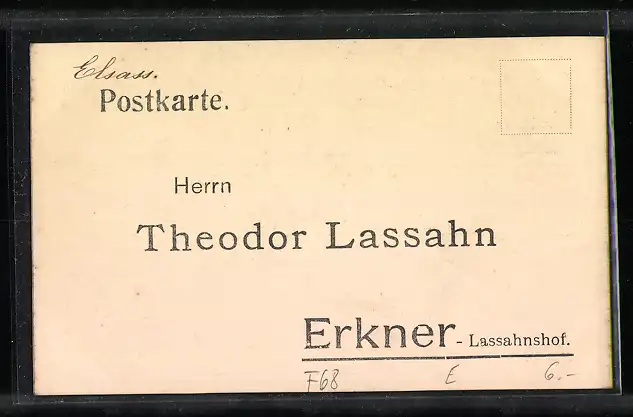 Elsass.
Postkarte.
Herrn
Theodor Lassahn
Erkner - Lassahnshof.
F68 E 6.-